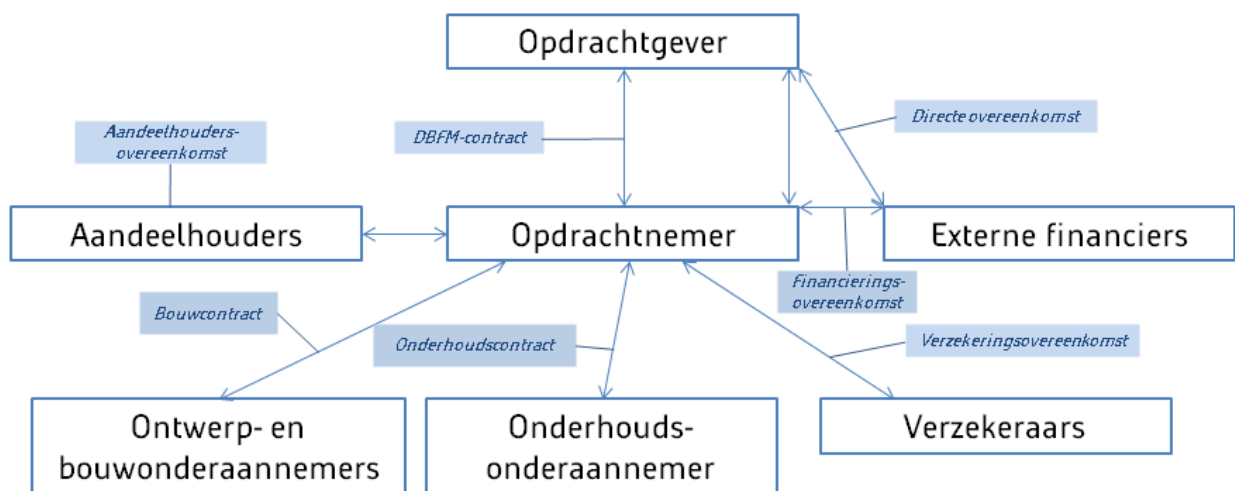 Opdrachtgever
Aandeelhouders-
overeenkomst
DBFM-contract
Directe overeenkomst
Aandeelhouders
Opdrachtnemer
Externe financiers
Bouwcontract
Onderhoudscontract
Financierings-
overeenkomst
Verzekeringsovereenkomst
Ontwerp- en
bouwonderaannemers
Onderhouds-
onderaannemer
Verzekeraars